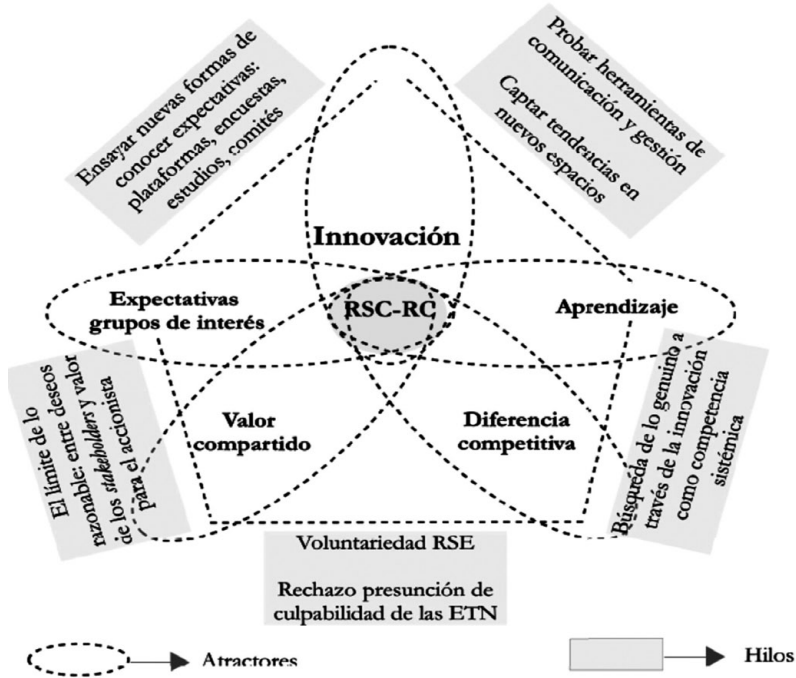 Ensayar nuevas formas de
conocer expectativas:
plataformas, encuestas,
estudios, comités
Probar herramientas de
comunicación y gestión
Captar tendencias en
nuevos espacios
Innovación
Expectativas
grupos de interés
RSC-RC
Aprendizaje
Valor
compartido
Diferencia
competitiva
El límite de lo
razonable: entre deseos
de los stakeholders y valor
para el accionista
Búsqueda de lo genuino a
través de la innovación
como competencia
sistémica
Voluntariedad RSE
Rechazo presunción de
culpabilidad de las ETN
Atractores
Hilos